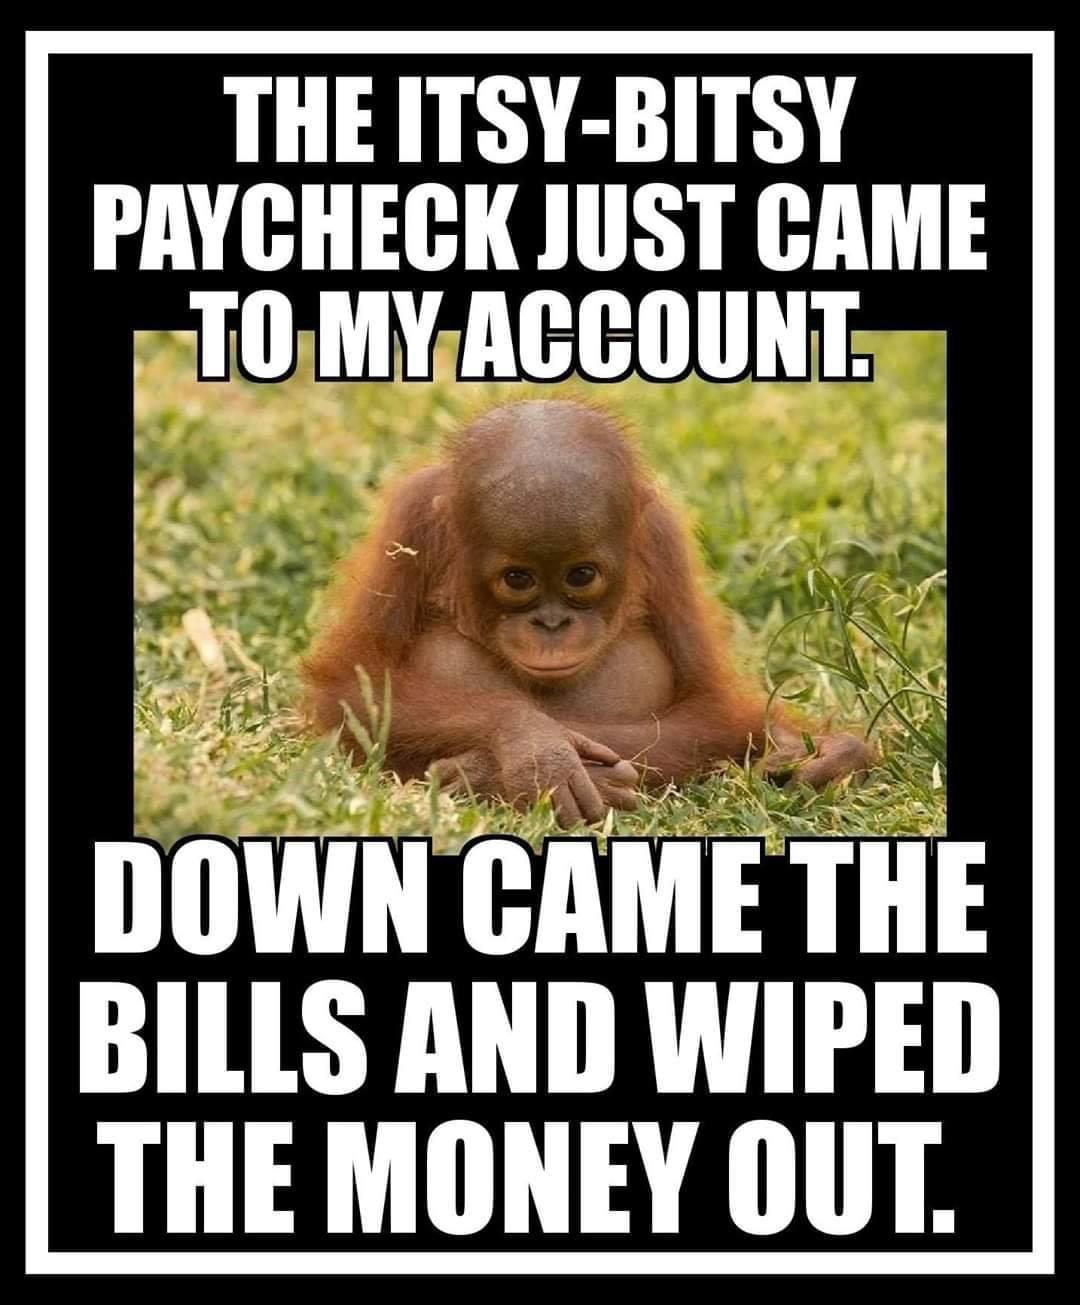 THE ITSY-BITSY
PAYCHECK JUST CAME
TO MY ACCOUNT.
DOWN CAME THE
BILLS AND WIPED
THE MONEY OUT.